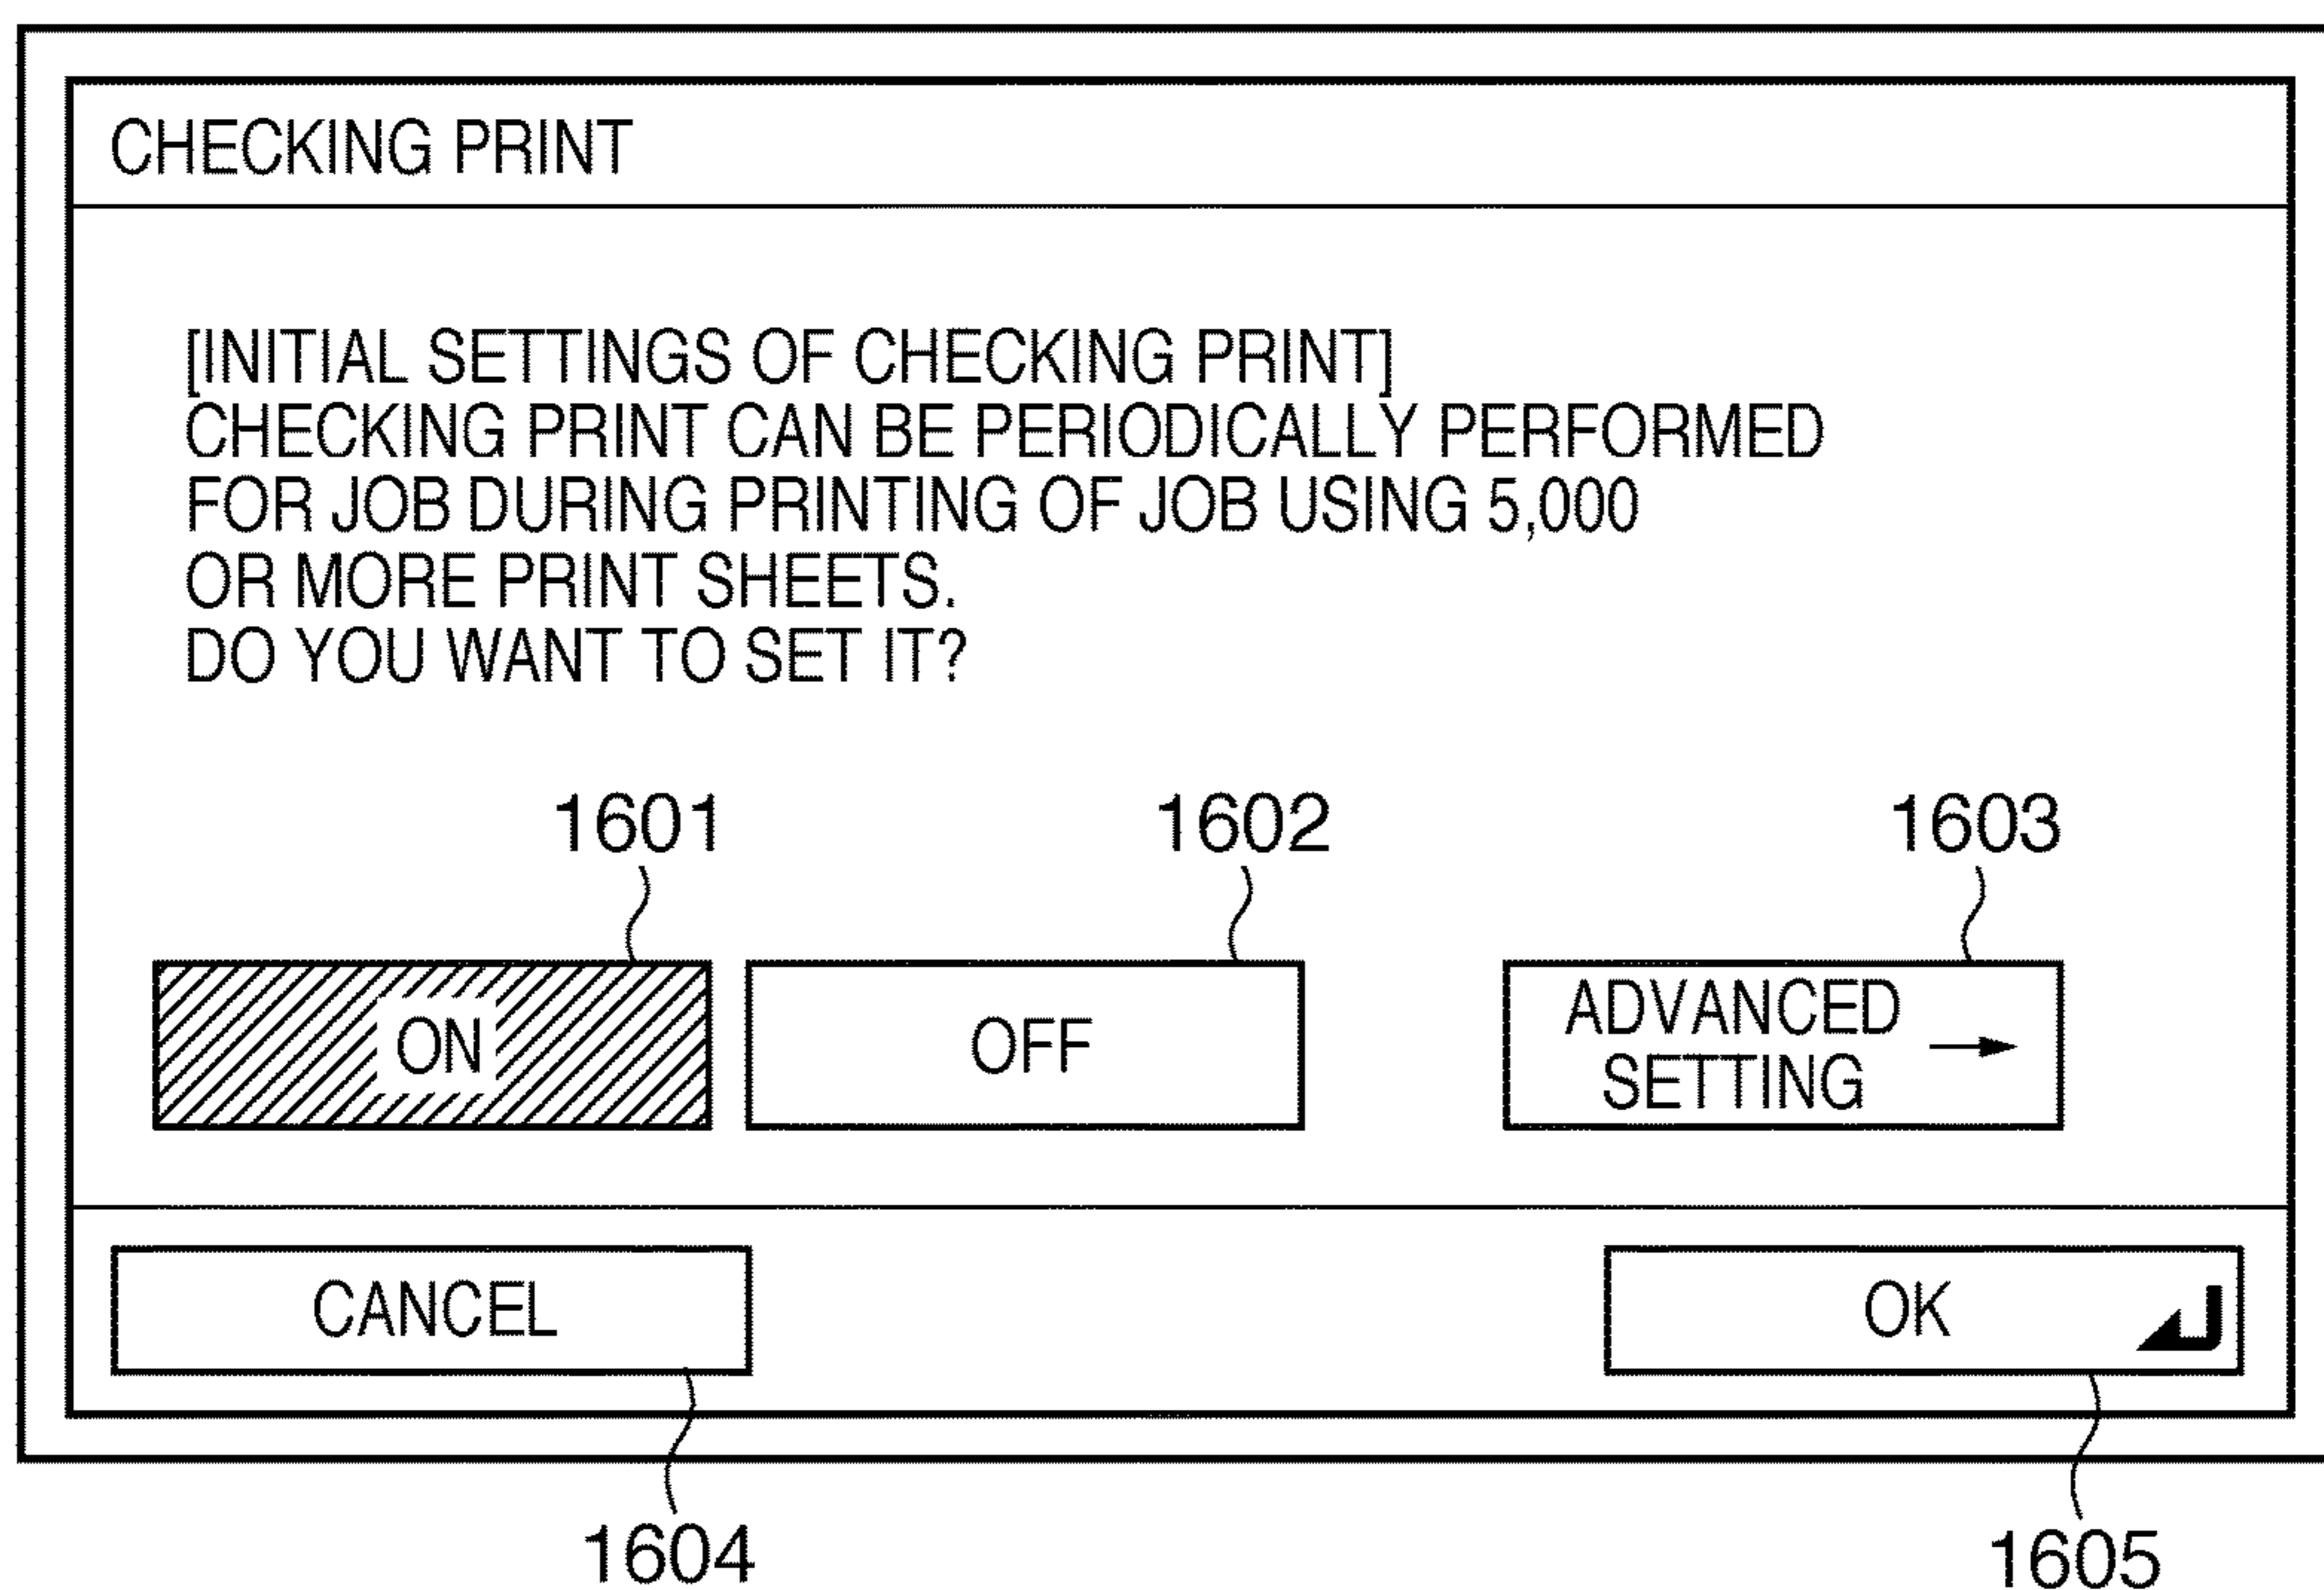 CHECKING PRINT
[INITIAL SETTINGS OF CHECKING PRINT]
CHECKING PRINT CAN BE PERIODICALLY PERFORMED
FOR JOB DURING PRINTING OF JOB USING 5,000
OR MORE PRINT SHEETS.
DO YOU WANT TO SET IT?
1601
1602
1603
ON
OFF
ADVANCED
SETTING
CANCEL
OK
1604
1605